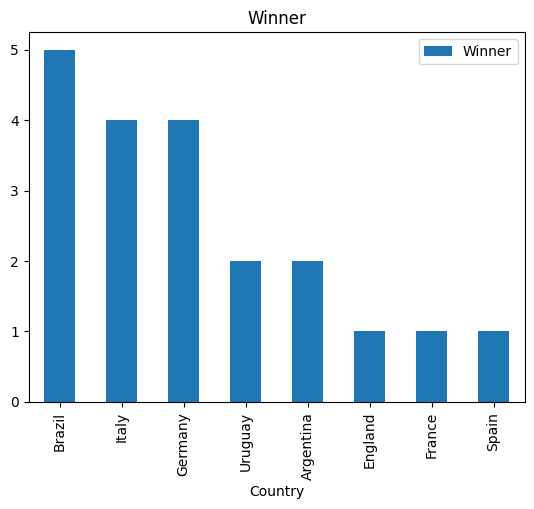 Winner
Winner
5
4
3
2
1
0
Brazil
Italy
Germany
Uruguay
Argentina
England
France
Spain
Country